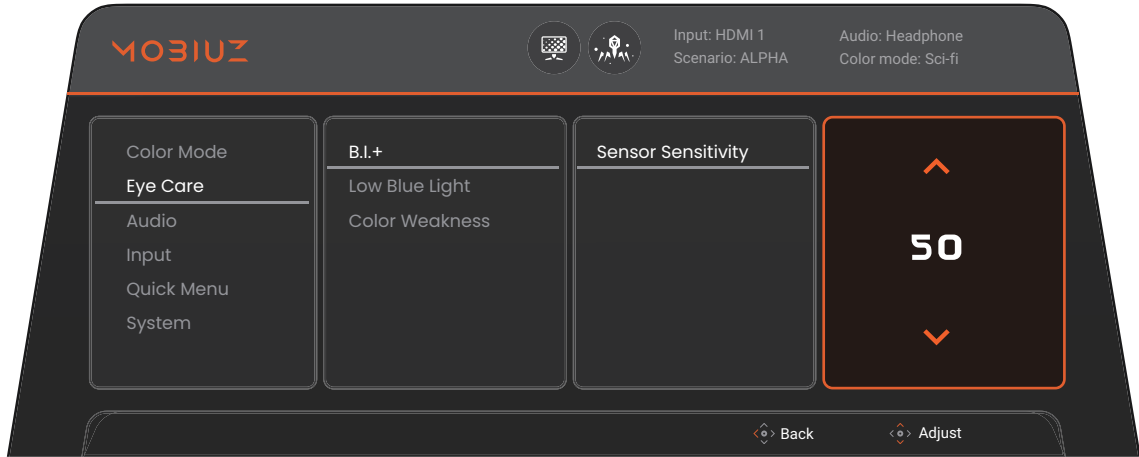 MOBIUZ
Input: HDMI 1
Scenario: ALPHA
Audio: Headphone
Color mode: Sci-fi
Color Mode
Eye Care
Audio
Input
Quick Menu
System
B.I.+
Low Blue Light
Color Weakness
Sensor Sensitivity
50
Back
Adjust